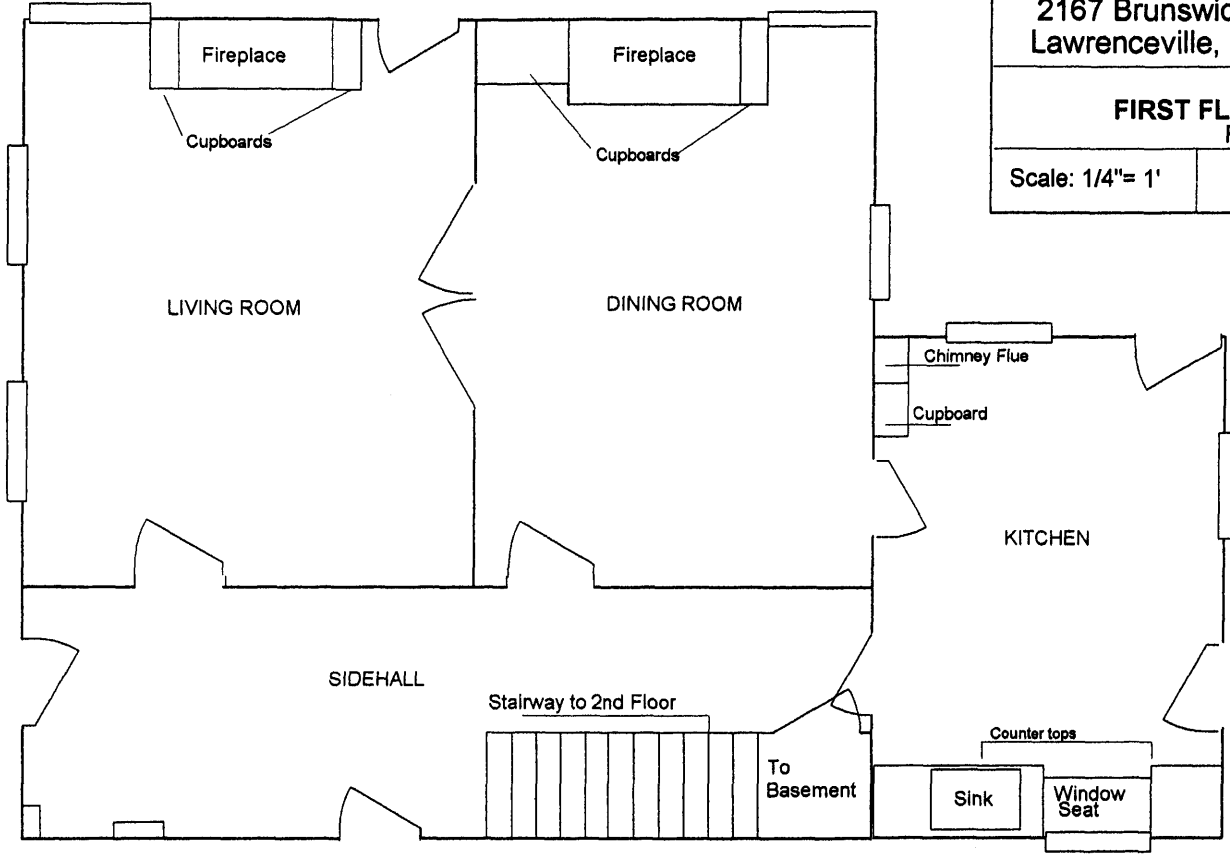 2167 Brunswic
Lawrenceville,
FIRST FL
Scale: 1/4"= 1'
Fireplace
Cupboards
Fireplace
Cupboards
LIVING ROOM
DINING ROOM
Chimney Flue
Cupboard
KITCHEN
SIDEHALL
Stairway to 2nd Floor
To
Basement
Counter tops
Sink
Window
Seat